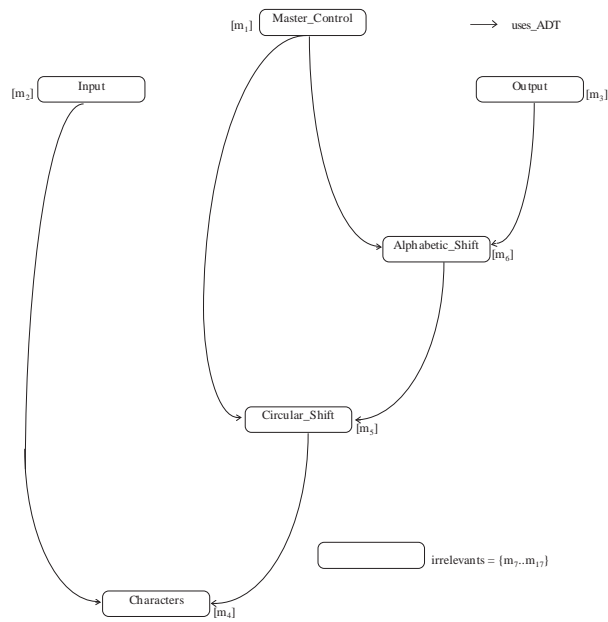 Master_Control
[m₁]
uses_ADT
Input
[m₂]
Output
[m₃]
Alphabetic_Shift
[m₆]
Circular_Shift
[m₅]
irrelevants = {m₇..m₁₇}
Characters
[m₄]